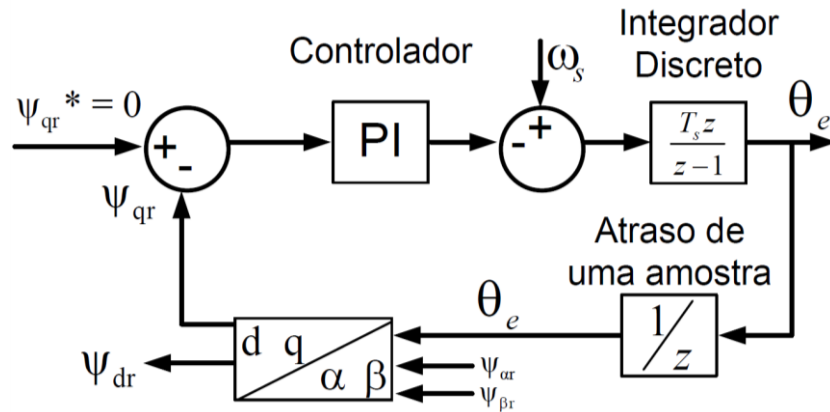 Controlador
Integrador
Discreto
ψqr* = 0
ωs
θe
+
-
PI
-
+
Ts z
z-1
ψqr
Atraso de
uma amostra
θe
1/z
d q
α β
ψdr
ψαr
ψβr